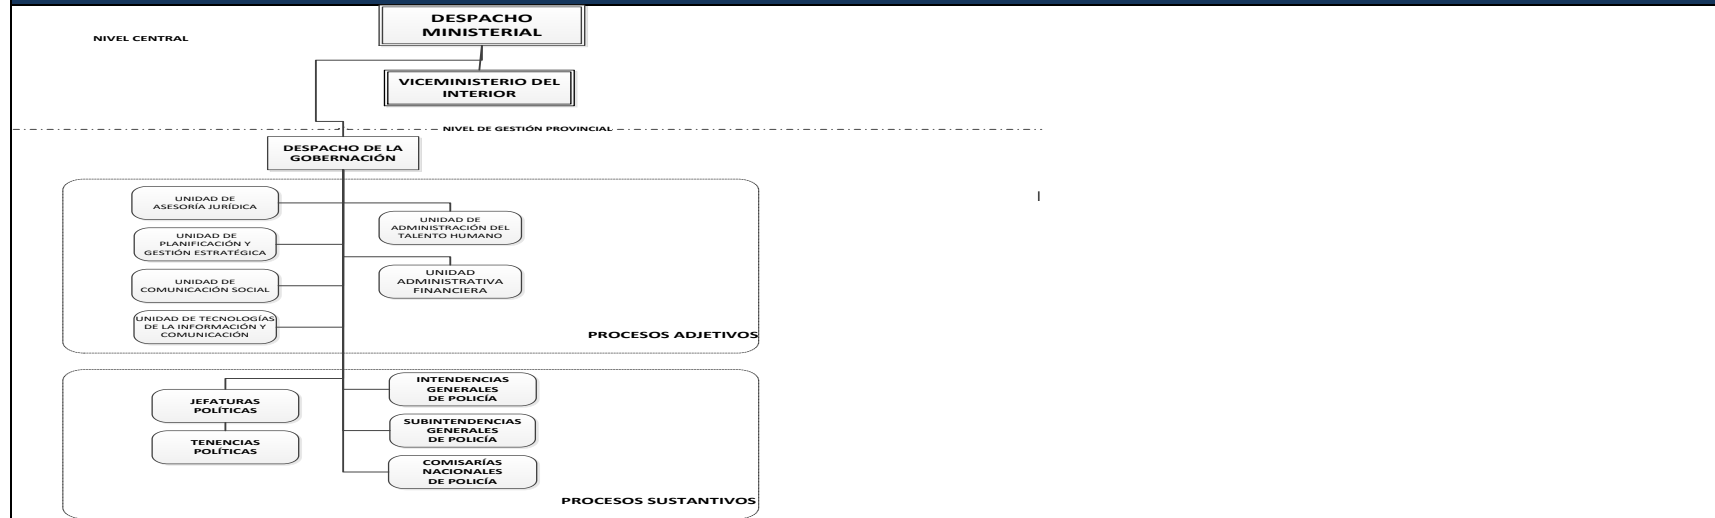 DESPACHO
MINISTERIAL
NIVEL CENTRAL
VICEMINISTERIO DEL
INTERIOR
NIVEL DE GESTIÓN PROVINCIAL
DESPACHO DE LA
GOBERNACIÓN
UNIDAD DE
ASESORÍA JURÍDICA
UNIDAD DE
ADMINISTRACIÓN DEL
TALENTO HUMANO
UNIDAD DE
PLANIFICACIÓN Y
GESTIÓN ESTRATÉGICA
UNIDAD
ADMINISTRATIVA
FINANCIERA
UNIDAD DE
COMUNICACIÓN SOCIAL
UNIDAD DE TECNOLOGÍAS
DE LA INFORMACIÓN Y
COMUNICACIÓN
PROCESOS ADJETIVOS
INTENDENCIAS
GENERALES
DE POLICÍA
JEFATURAS
POLÍTICAS
SUBINTENDENCIAS
GENERALES
DE POLICÍA
TENENCIAS
POLÍTICAS
COMISARÍAS
NACIONALES
DE POLICÍA
PROCESOS SUSTANTIVOS